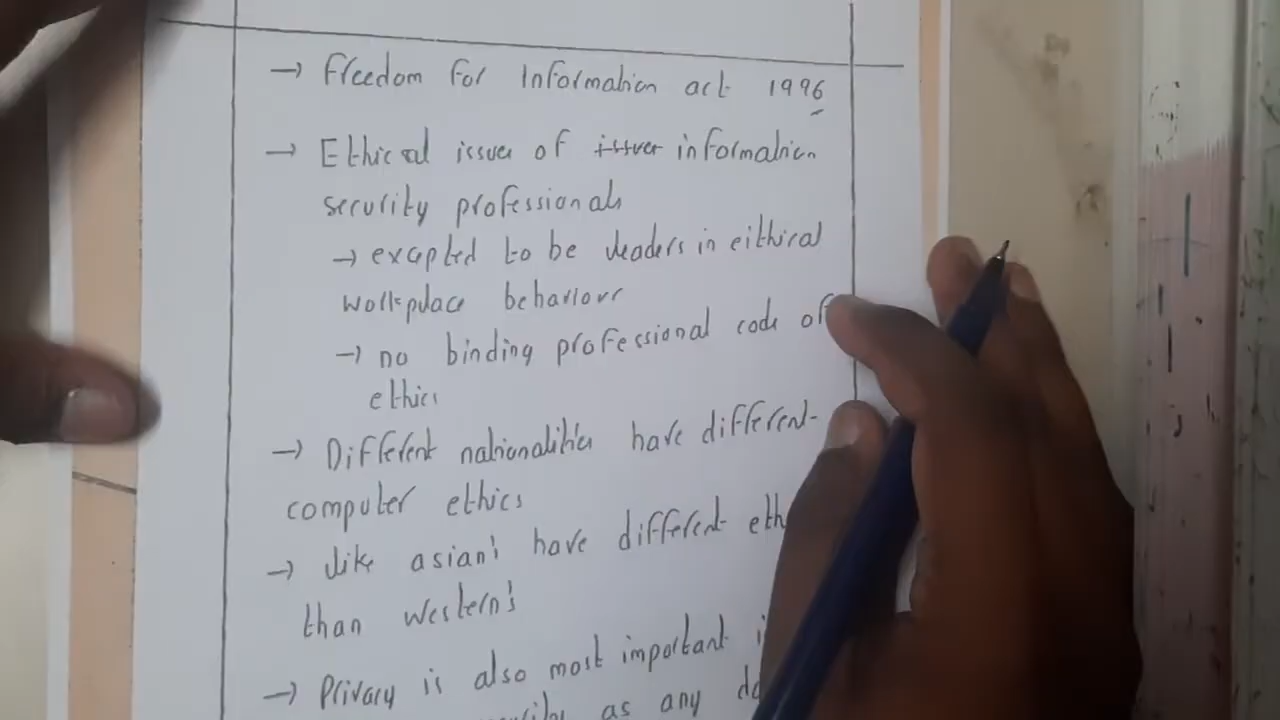 → Freedom for Information act 1996
→ Ethical issues of issues information
security professionals
→ excepted to be leaders in eithical
workplace behaviour
→ no binding professional code of
ethics
→ Different nationalities have different
computer ethics
→ like asian's have different eth
than western's
→ Privacy is also most important i
as any da